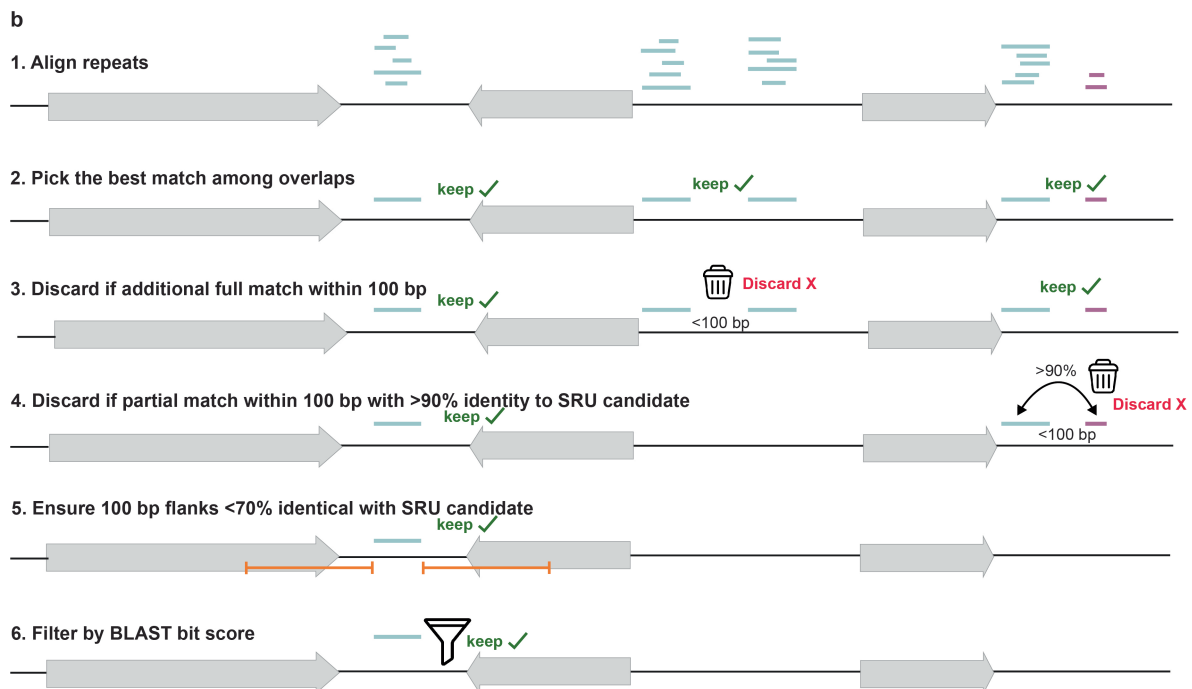 b
1. Align repeats
2. Pick the best match among overlaps
keep
keep
keep
3. Discard if additional full match within 100 bp
keep
Discard X
<100 bp
keep
4. Discard if partial match within 100 bp with >90% identity to SRU candidate
keep
>90%
Discard X
<100 bp
5. Ensure 100 bp flanks <70% identical with SRU candidate
keep
6. Filter by BLAST bit score
keep